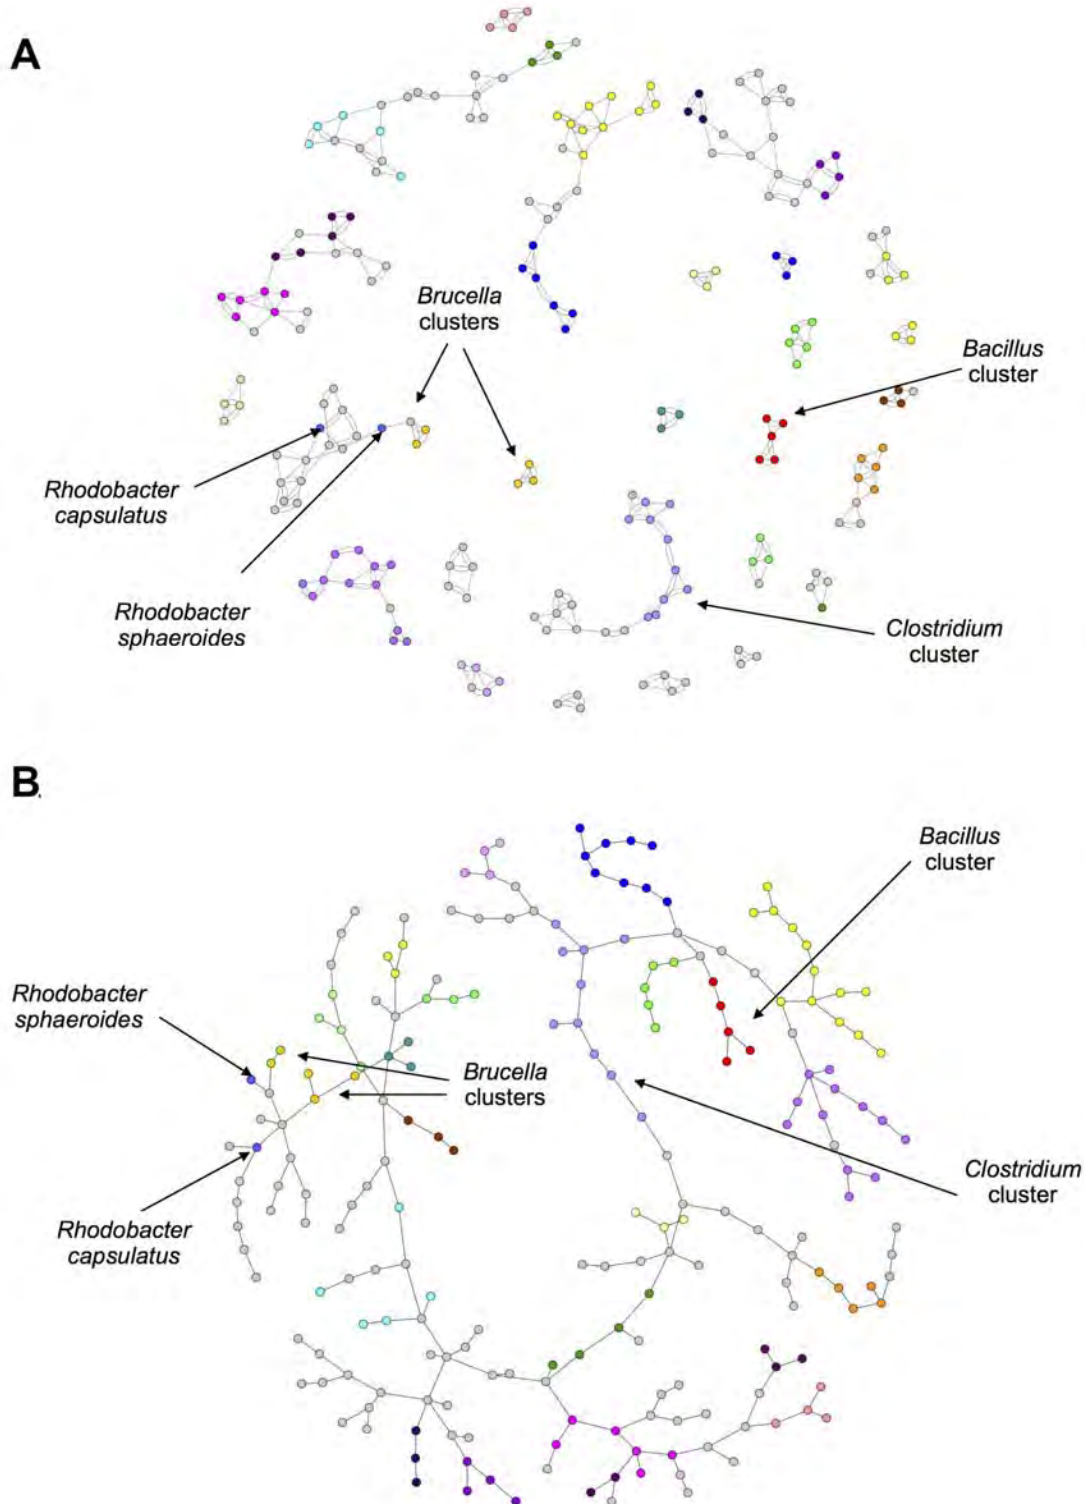 A
Brucella
clusters
Bacillus
cluster
Rhodobacter
capsulatus
Rhodobacter
sphaeroides
Clostridium
cluster
B
Bacillus
cluster
Rhodobacter
sphaeroides
Brucella
clusters
Clostridium
cluster
Rhodobacter
capsulatus